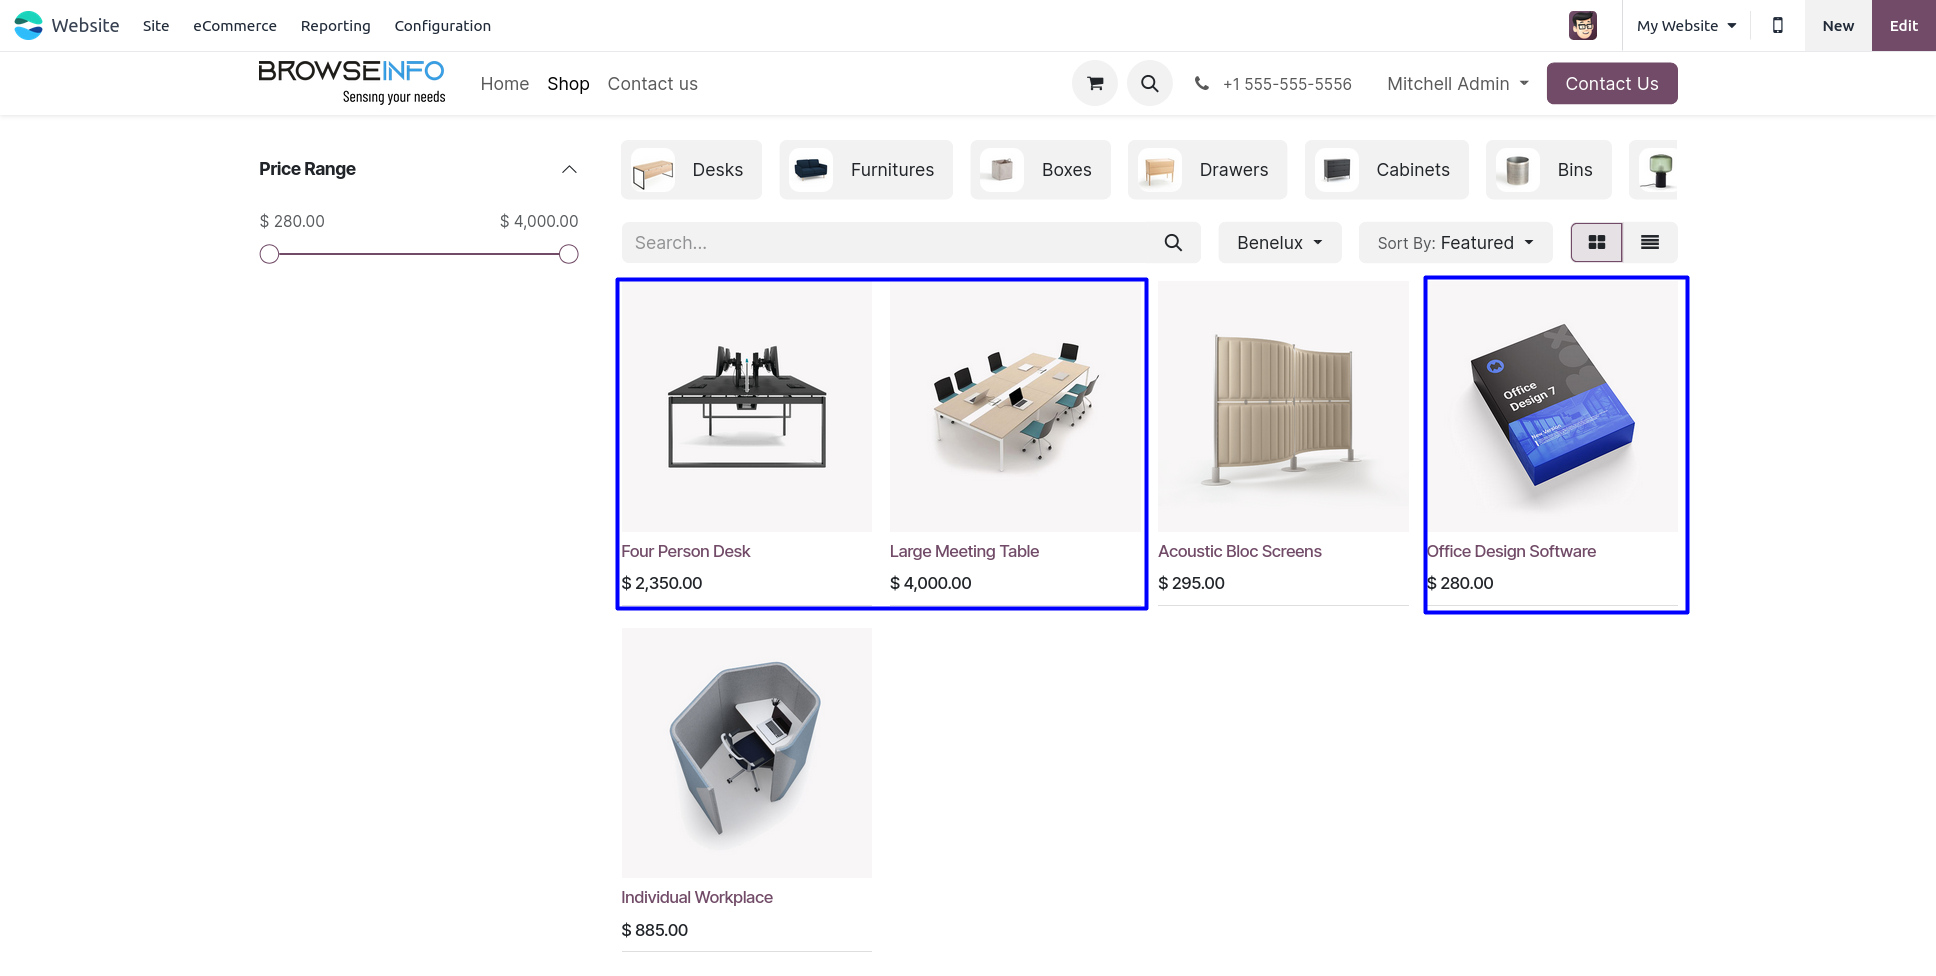 Website Site eCommerce Reporting Configuration My Website New Edit
BROWSEINFO
Sensing your needs
Home Shop Contact us +1 555-555-5556 Mitchell Admin Contact Us
Price Range
$ 280.00 $ 4,000.00
Desks Furnitures Boxes Drawers Cabinets Bins
Search... Benelux Sort By: Featured
Office
Design 7
New Version
Four Person Desk Large Meeting Table Acoustic Bloc Screens Office Design Software
$ 2,350.00 $ 4,000.00 $ 295.00 $ 280.00
Individual Workplace
$ 885.00